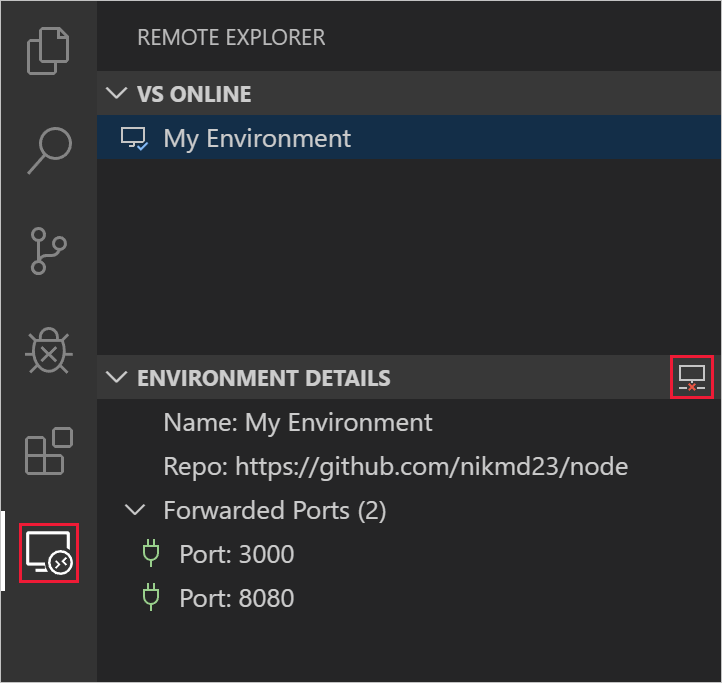 REMOTE EXPLORER
VS ONLINE
My Environment
ENVIRONMENT DETAILS
Name: My Environment
Repo: https://github.com/nikmd23/node
Forwarded Ports (2)
Port: 3000
Port: 8080